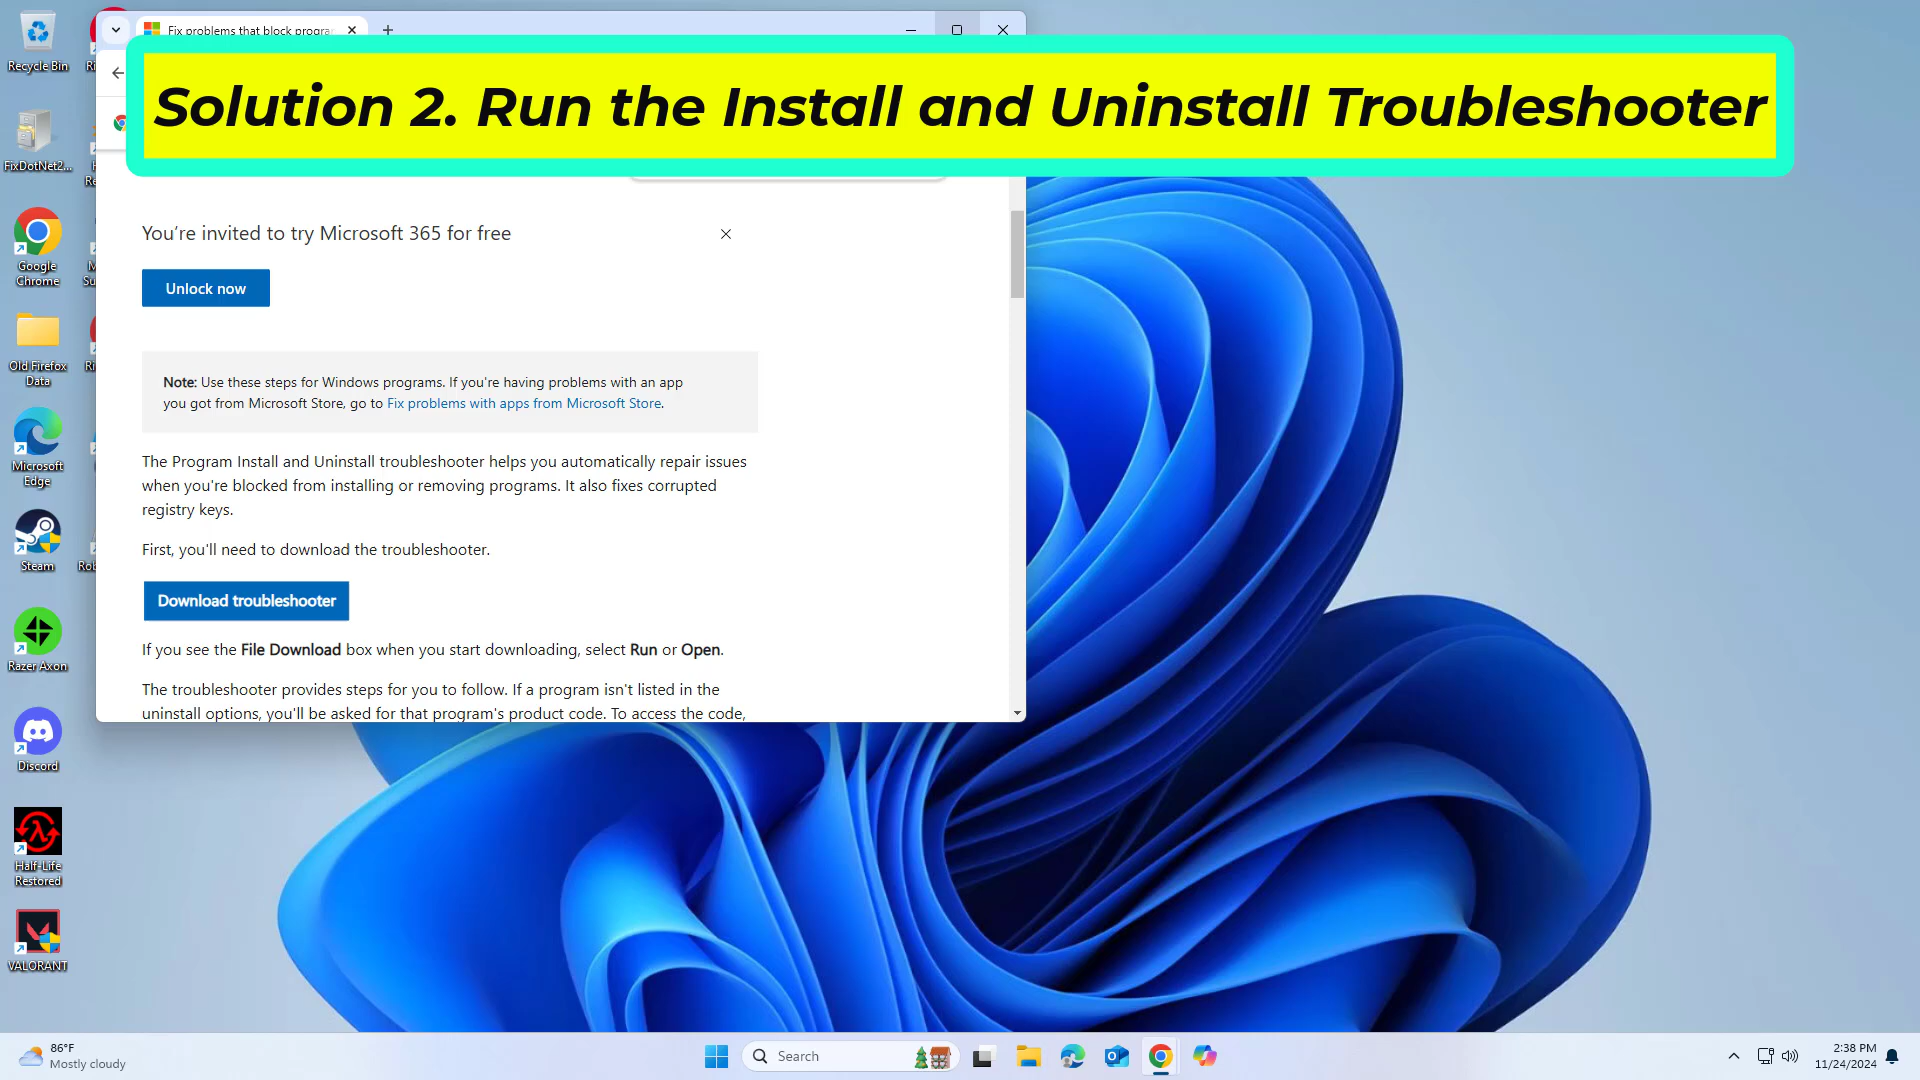 Fix problems that block progra
Solution 2. Run the Install and Uninstall Troubleshooter
You're invited to try Microsoft 365 for free
Unlock now
Note: Use these steps for Windows programs. If you're having problems with an app
you got from Microsoft Store, go to Fix problems with apps from Microsoft Store.
The Program Install and Uninstall troubleshooter helps you automatically repair issues
when you're blocked from installing or removing programs. It also fixes corrupted
registry keys.
First, you'll need to download the troubleshooter.
Download troubleshooter
If you see the File Download box when you start downloading, select Run or Open.
The troubleshooter provides steps for you to follow. If a program isn't listed in the
uninstall options, you'll be asked for that program's product code. To access the code,
Recycle Bin
FixDotNet2...
Google
Chrome
Old Firefox
Data
Microsoft
Edge
Steam
Razer Axon
Discord
Half-Life
Restored
VALORANT
86°F
Mostly cloudy
Search
2:38 PM
11/24/2024